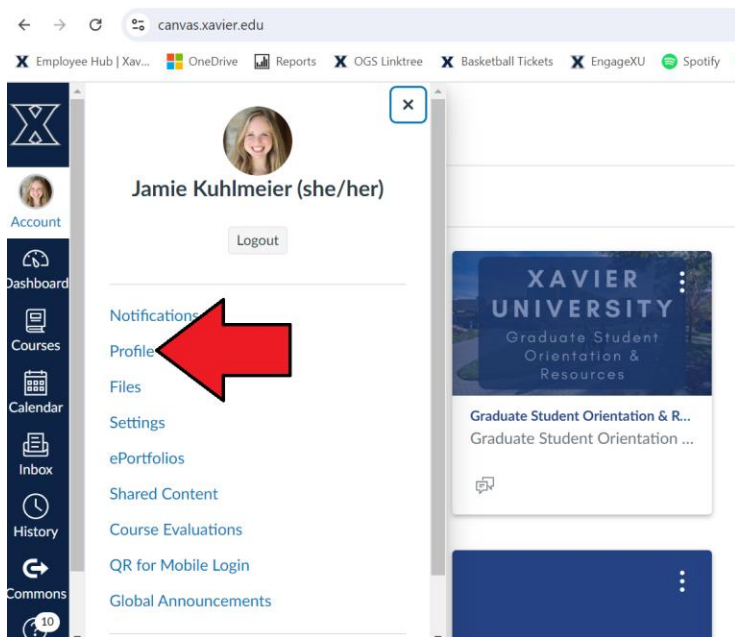 canvas.xavier.edu
Employee Hub | Xav... OneDrive Reports OGS Linktree Basketball Tickets EngageXU Spotify
Jamie Kuhlmeier (she/her)
Logout
Account
Dashboard
Courses
Calendar
Inbox
History
Commons
10
Notifications
Profile
Files
Settings
ePortfolios
Shared Content
Course Evaluations
QR for Mobile Login
Global Announcements
XAVIER
UNIVERSITY
Graduate Student
Orientation &
Resources
Graduate Student Orientation & R...
Graduate Student Orientation ...